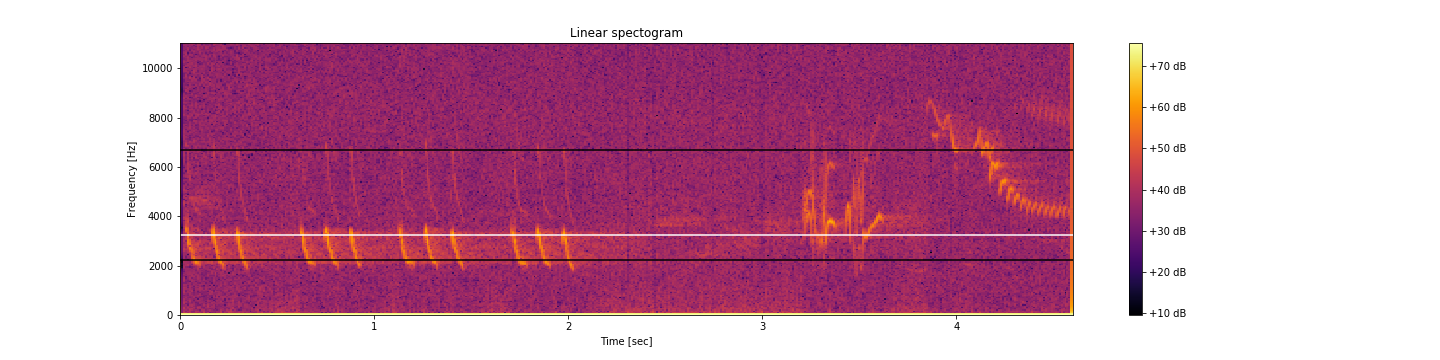 Linear spectogram
Frequency [Hz]
10000
8000
6000
4000
2000
0
0 1 2 3 4
Time [sec]
+70 dB
+60 dB
+50 dB
+40 dB
+30 dB
+20 dB
+10 dB